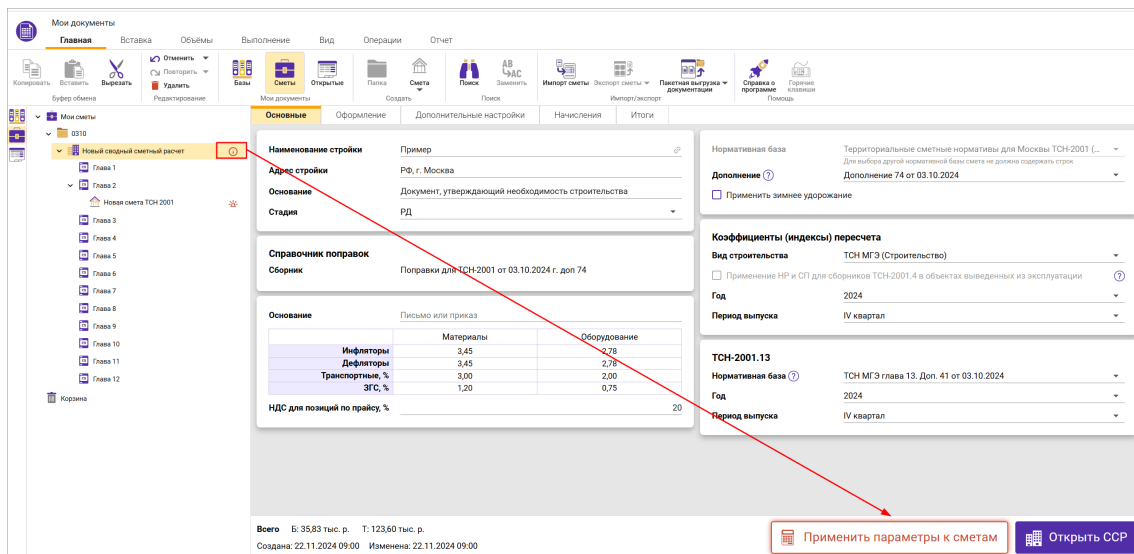 Мои документы
Главная Вставка Объёмы Выполнение Вид Операции Отчет
Копировать Вставить Вырезать
Буфер обмена
Отменить
Повторить
Удалить
Редактирование
Базы Сметы Открытые
Мои документы
Папка Смета
Создать
Поиск Заменить
Поиск
Импорт сметы Экспорт сметы Пакетная выгрузка документации
Импорт/экспорт
Справка о программе Горячие клавиши
Помощь
Мои сметы
0310
Новый сводный сметный расчет
Глава 1
Глава 2
Новая смета ТСН 2001
Глава 3
Глава 4
Глава 5
Глава 6
Глава 7
Глава 8
Глава 9
Глава 10
Глава 11
Глава 12
Корзина
Основные Оформление Дополнительные настройки Начисления Итоги
Наименование стройки Пример
Адрес стройки РФ, г. Москва
Основание Документ, утверждающий необходимость строительства
Стадия РД
Справочник поправок
Сборник Поправки для ТСН-2001 от 03.10.2024 г. доп 74
Основание Письмо или приказ
Материалы Оборудование
Инфляторы 3,45 2,78
Дефляторы 3,45 2,78
Транспортные, % 3,00 2,00
ЗГС, % 1,20 0,75
НДС для позиций по прайсу, % 20
Нормативная база Территориальные сметные нормативы для Москвы ТСН-2001 (...
Для выбора другой нормативной базы смета не должна содержать строк
Дополнение ? Дополнение 74 от 03.10.2024
Применить зимнее удорожание
Коэффициенты (индексы) пересчета
Вид строительства ТСН МГЭ (Строительство)
Применение НР и СП для сборников ТСН-2001.4 в объектах выведенных из эксплуатации ?
Год 2024
Период выпуска IV квартал
ТСН-2001.13
Нормативная база ? ТСН МГЭ глава 13. Доп. 41 от 03.10.2024
Год 2024
Период выпуска IV квартал
Всего Б: 35,83 тыс. р. Т: 123,60 тыс. р.
Создана: 22.11.2024 09:00 Изменена: 22.11.2024 09:00
Применить параметры к сметам
Открыть ССР